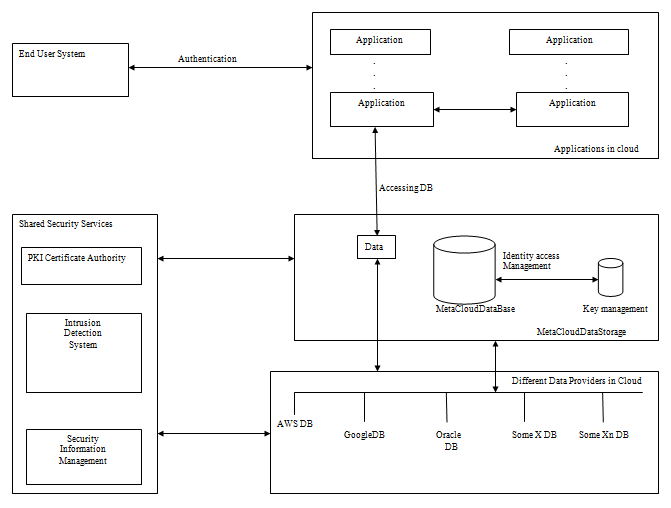 End User System
Authentication
Application
Application
.
.
.
.
.
.
Application
Application
Applications in cloud
Accessing DB
Shared Security Services
PKI Certificate Authority
Intrusion
Detection
System
Security
Information
Management
Data
Identity access
Management
MetaCloudDataBase
Key management
MetaCloudDataStorage
Different Data Providers in Cloud
AWS DB
GoogleDB
Oracle
DB
Some X DB
Some Xn DB